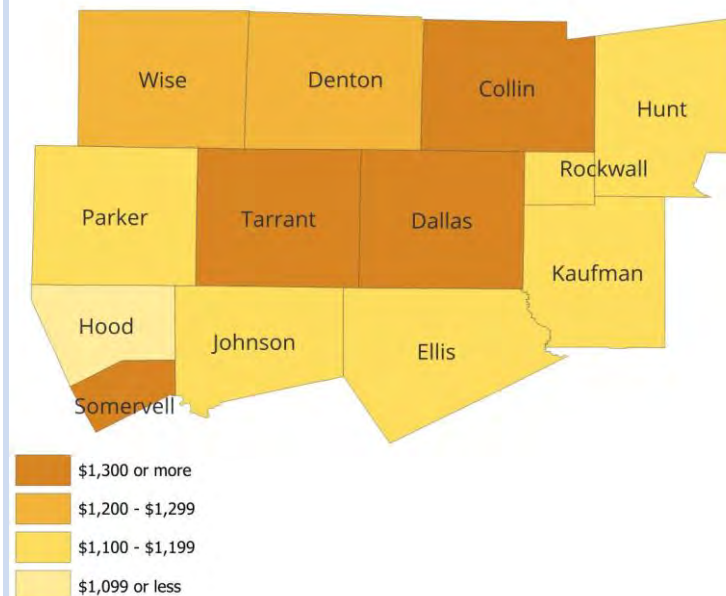 Wise
Denton
Collin
Hunt
Rockwall
Parker
Tarrant
Dallas
Kaufman
Hood
Johnson
Ellis
Somervell
$1,300 or more
$1,200 - $1,299
$1,100 - $1,199
$1,099 or less